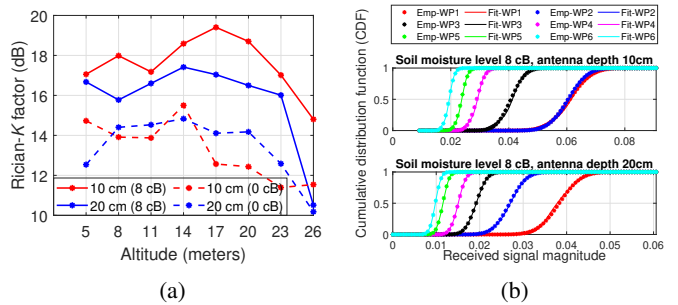 (a)
20
18
16
14
12
10
Rician-K factor (dB)
10 cm (8 cB)
10 cm (0 cB)
20 cm (8 cB)
20 cm (0 cB)
5 8 11 14 17 20 23 26
Altitude (meters)
(a)
(b)
Emp-WP1 Fit-WP1 Emp-WP2 Fit-WP2
Emp-WP3 Fit-WP3 Emp-WP4 Fit-WP4
Emp-WP5 Fit-WP5 Emp-WP6 Fit-WP6
Cumulative distribution function (CDF)
Soil moisture level 8 cB, antenna depth 10cm
1
0.5
0
0 0.02 0.04 0.06 0.08
Soil moisture level 8 cB, antenna depth 20cm
1
0.5
0
0 0.01 0.02 0.03 0.04 0.05 0.06
Received signal magnitude
(b)